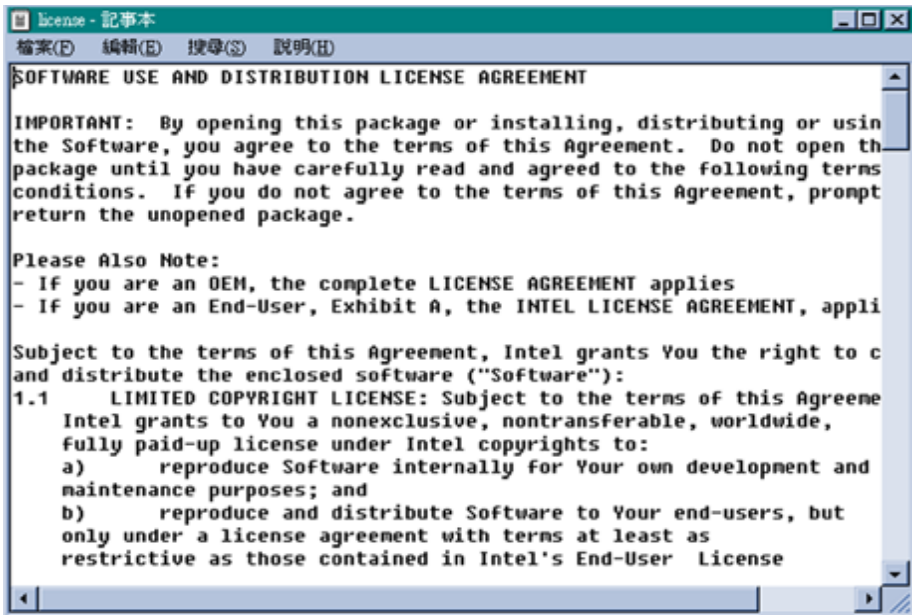 license - 記事本
檔案(F) 編輯(E) 搜尋(S) 說明(H)
SOFTWARE USE AND DISTRIBUTION LICENSE AGREEMENT
IMPORTANT:  By opening this package or installing, distributing or usin
the Software, you agree to the terms of this Agreement.  Do not open th
package until you have carefully read and agreed to the following terms
conditions.  If you do not agree to the terms of this Agreement, prompt
return the unopened package.
Please Also Note:
- If you are an OEM, the complete LICENSE AGREEMENT applies
- If you are an End-User, Exhibit A, the INTEL LICENSE AGREEMENT, appli
Subject to the terms of this Agreement, Intel grants You the right to c
and distribute the enclosed software ("Software"):
1.1      LIMITED COPYRIGHT LICENSE: Subject to the terms of this Agreeme
Intel grants to You a nonexclusive, nontransferable, worldwide,
fully paid-up license under Intel copyrights to:
a)      reproduce Software internally for Your own development and
maintenance purposes; and
b)      reproduce and distribute Software to Your end-users, but
only under a license agreement with terms at least as
restrictive as those contained in Intel's End-User  License